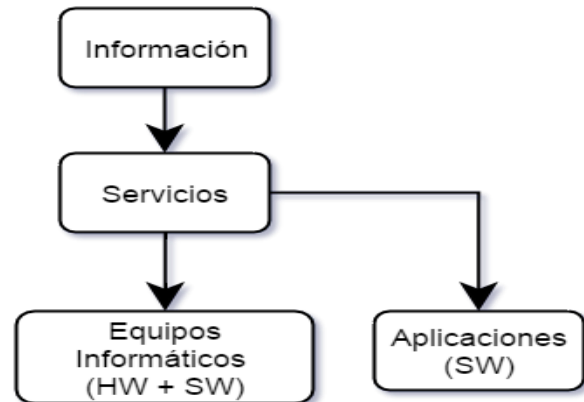 Información
Servicios
Equipos
Informáticos
(HW + SW)
Aplicaciones
(SW)